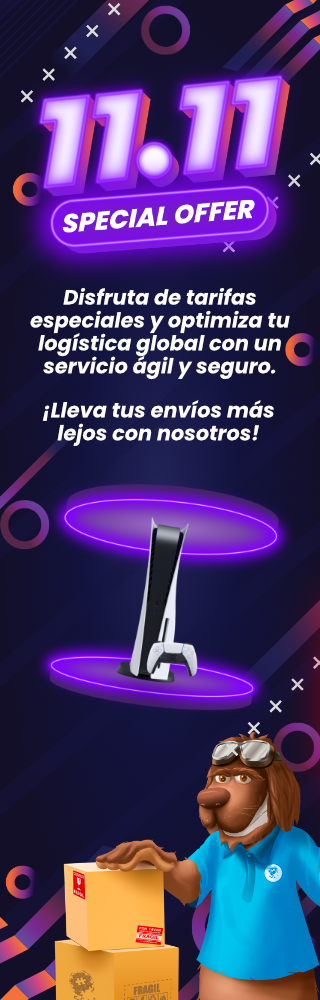 11.11
SPECIAL OFFER
Disfruta de tarifas
especiales y optimiza tu
logística global con un
servicio ágil y seguro.
¡Lleva tus envíos más
lejos con nosotros!
FRAGIL
FRAGIL